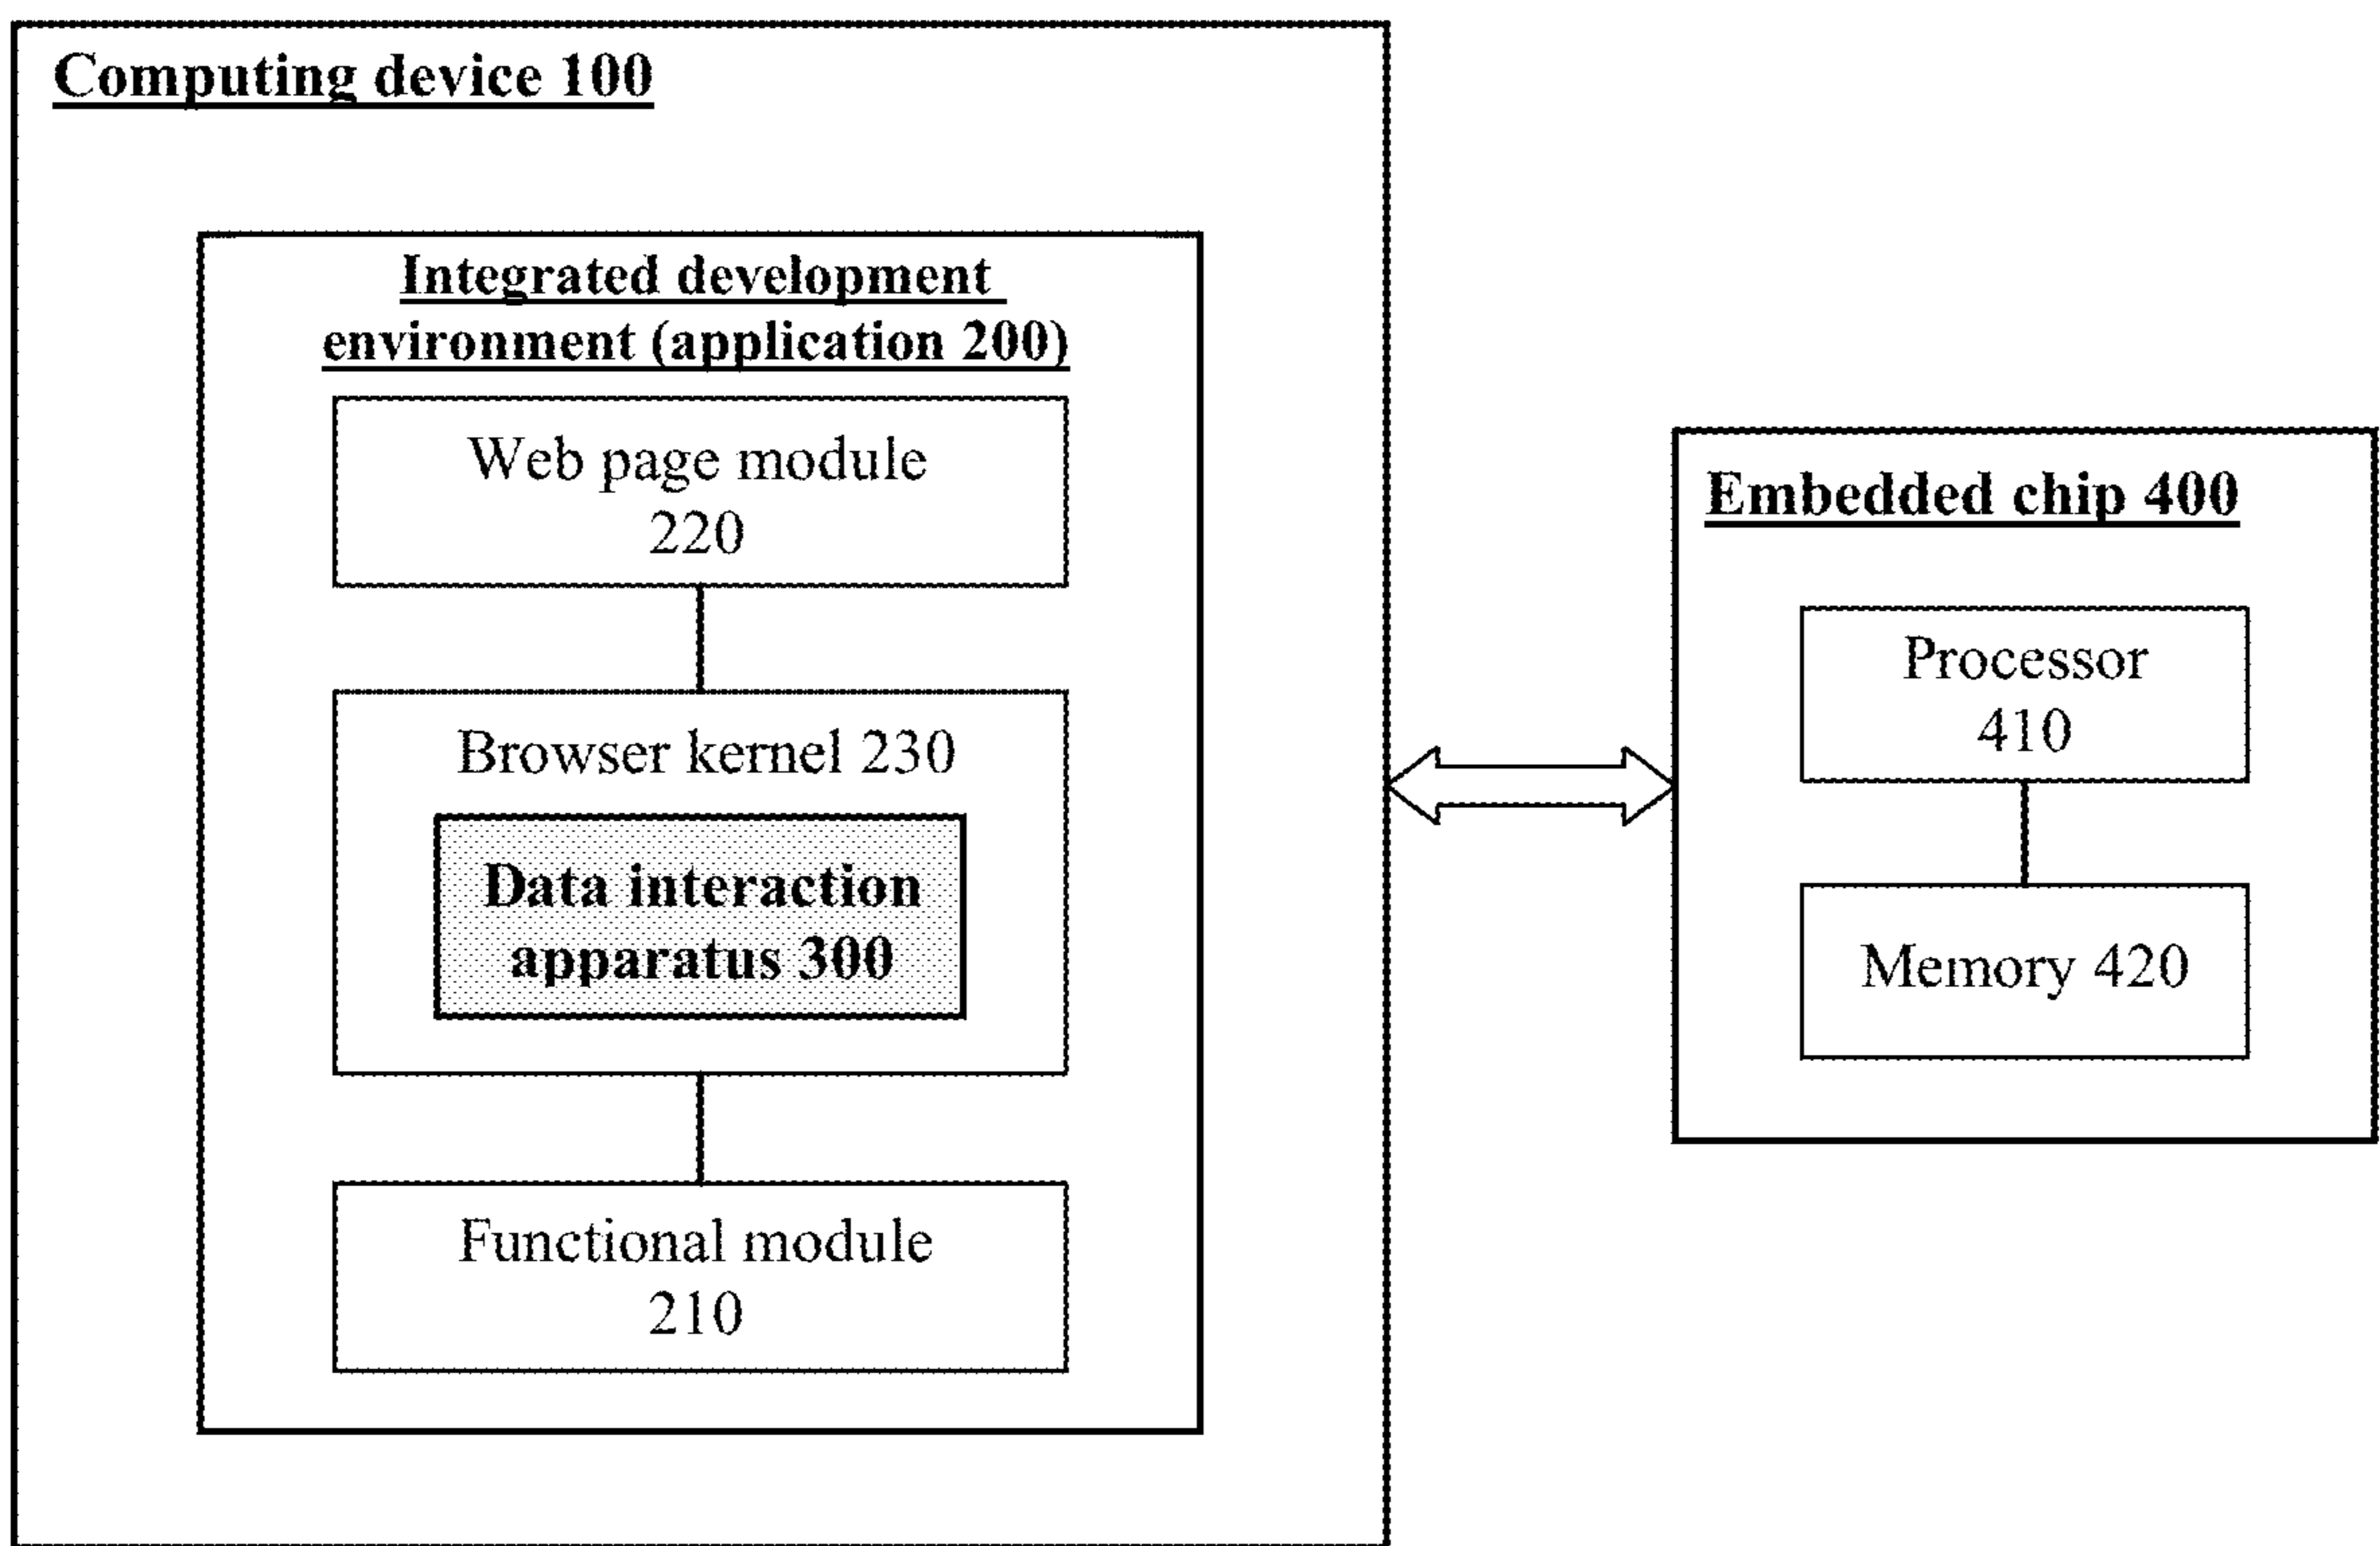 Computing device 100
Integrated development
environment (application 200)
Web page module
220
Browser kernel 230
Data interaction
apparatus 300
Functional module
210
Embedded chip 400
Processor
410
Memory 420